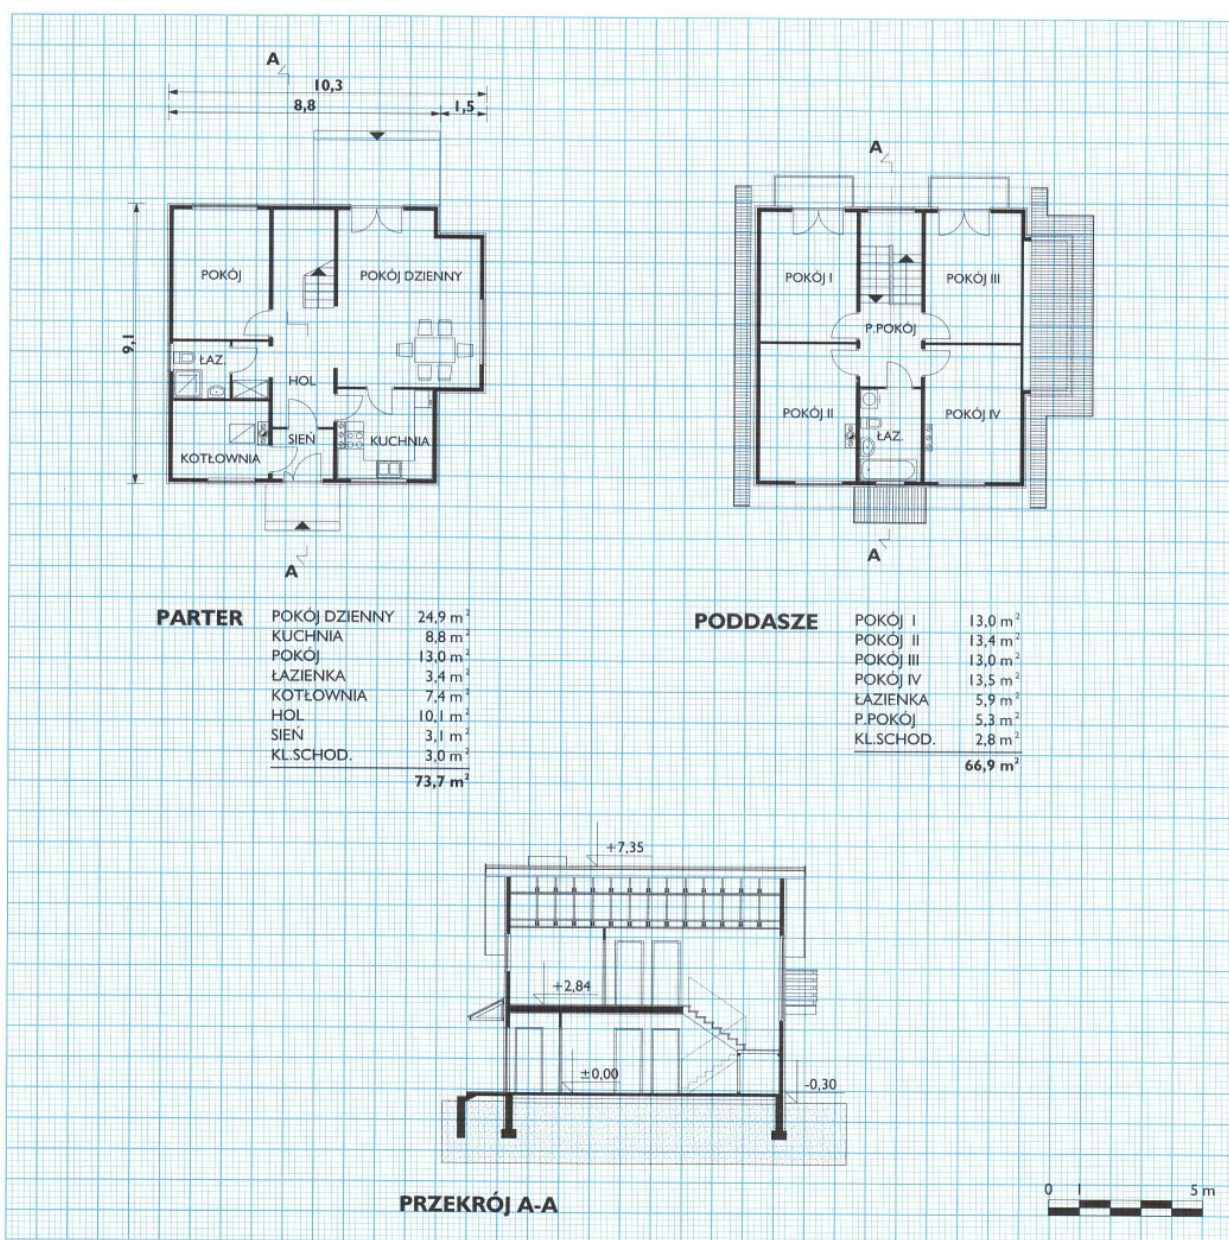 A
10,3
8,8 1,5
9,1
POKÓJ
POKÓJ DZIENNY
ŁAZ.
HOL
KOTŁOWNIA
SIEŃ
KUCHNIA
A
A
POKÓJ I
POKÓJ III
P.POKÓJ
POKÓJ II
ŁAZ.
POKÓJ IV
A
PARTER
POKÓJ DZIENNY 24,9 m²
KUCHNIA 8,8 m²
POKÓJ 13,0 m²
ŁAZIENKA 3,4 m²
KOTŁOWNIA 7,4 m²
HOL 10,1 m²
SIEŃ 3,1 m²
KL.SCHOD. 3,0 m²
73,7 m²
PODDASZE
POKÓJ I 13,0 m²
POKÓJ II 13,4 m²
POKÓJ III 13,0 m²
POKÓJ IV 13,5 m²
ŁAZIENKA 5,9 m²
P.POKÓJ 5,3 m²
KL.SCHOD. 2,8 m²
66,9 m²
+7,35
+2,84
±0,00
-0,30
PRZEKRÓJ A-A
0 1 5 m